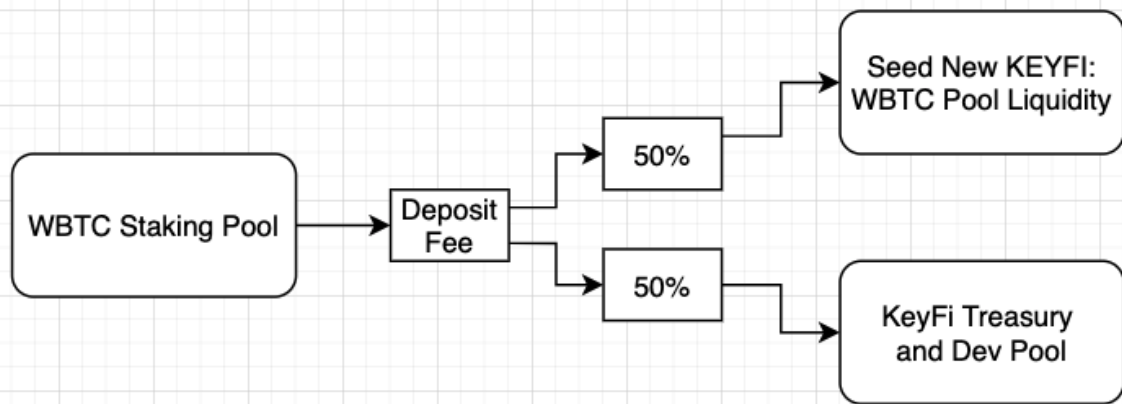 WBTC Staking Pool
Deposit
Fee
50%
Seed New KEYFI:
WBTC Pool Liquidity
50%
KeyFi Treasury
and Dev Pool